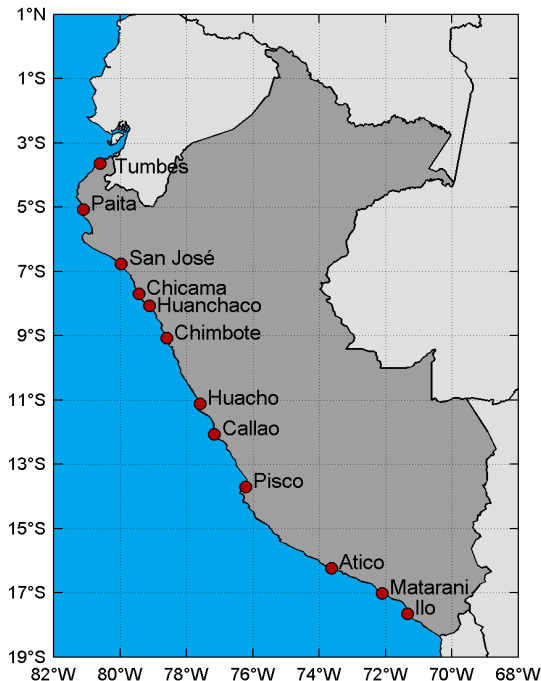 1°N
1°S
3°S
Tumbes
5°S
Paita
San José
7°S
Chicama
Huanchaco
9°S
Chimbote
11°S
Huacho
Callao
13°S
Pisco
15°S
Atico
17°S
Matarani
Ilo
19°S
82°W 80°W 78°W 76°W 74°W 72°W 70°W 68°W